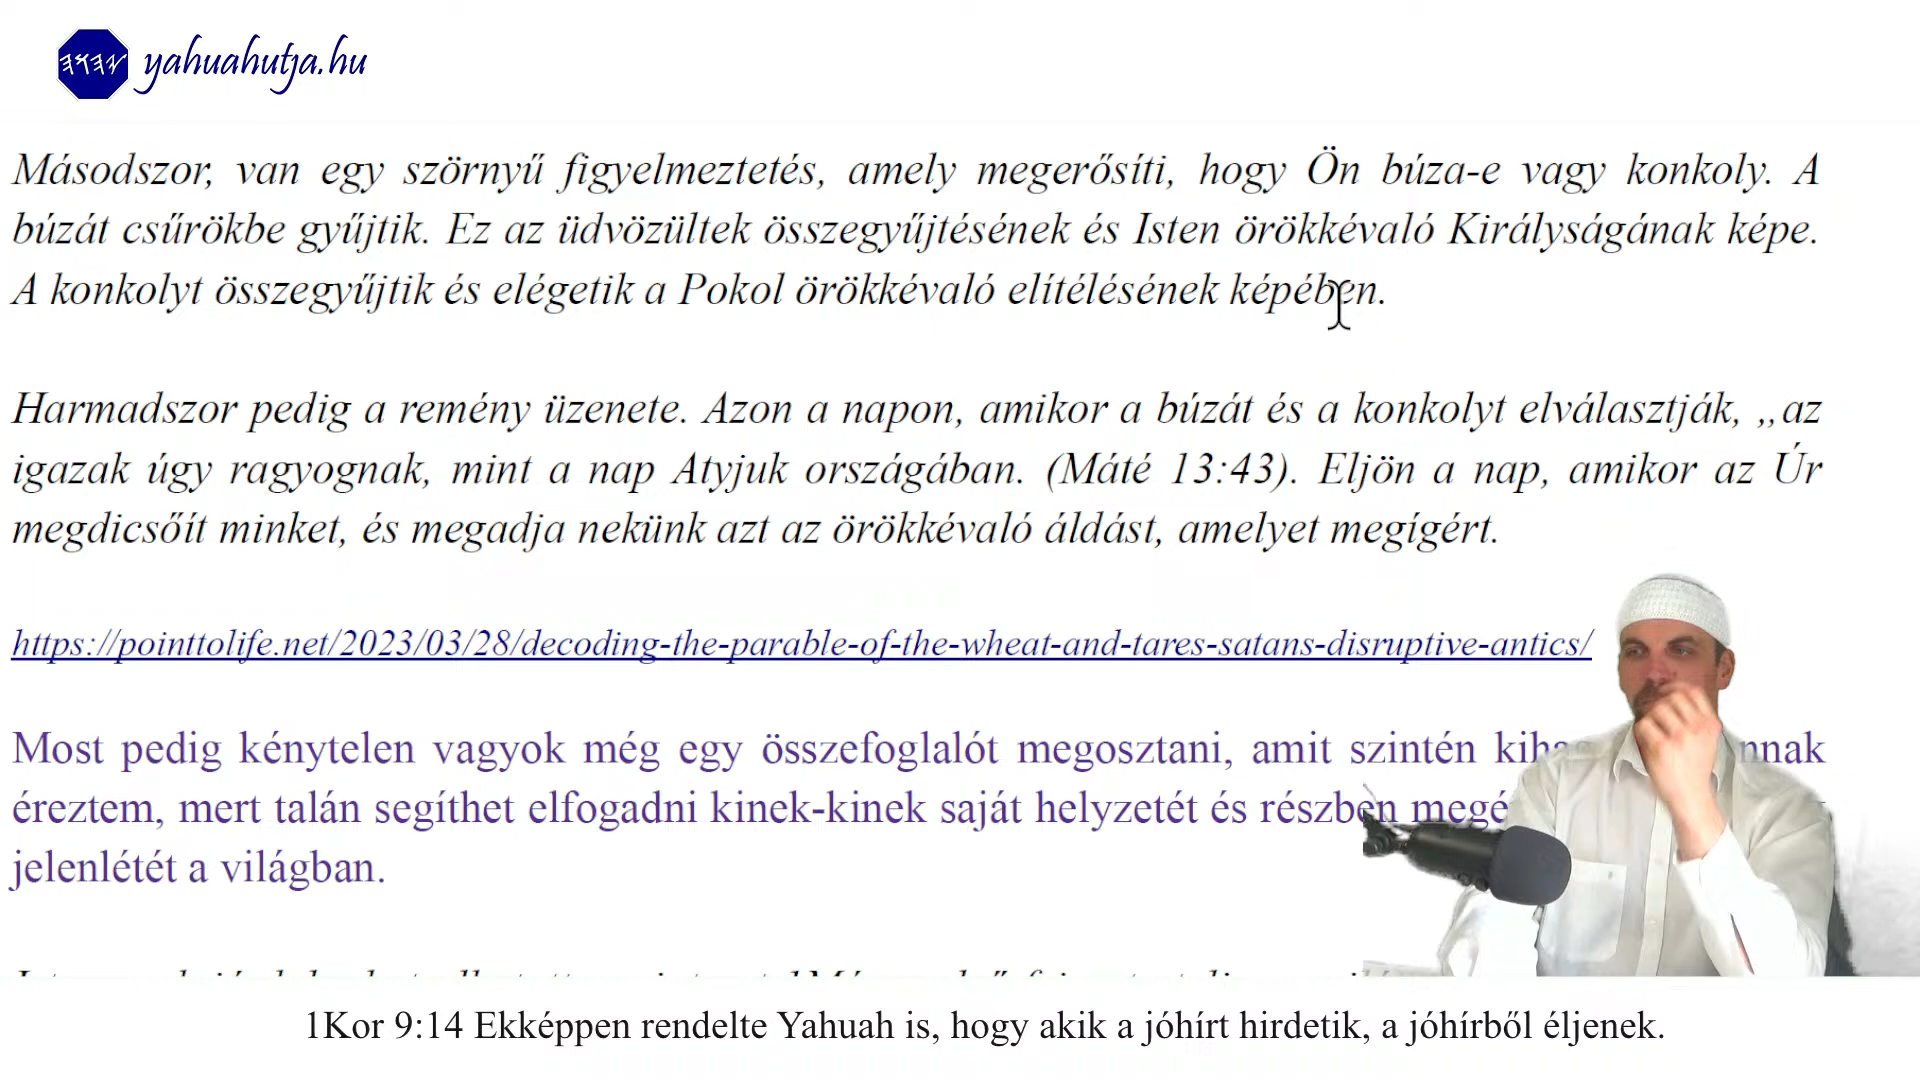 yahuahutja.hu
Másodszor, van egy szörnyű figyelmeztetés, amely megerősíti, hogy Ön búza-e vagy konkoly. A
búzát csűrökbe gyűjtik. Ez az üdvözültek összegyűjtésének és Isten örökkévaló Királyságának képe.
A konkolyt összegyűjtik és elégetik a Pokol örökkévaló elítélésének képében.
Harmadszor pedig a remény üzenete. Azon a napon, amikor a búzát és a konkolyt elválasztják, „az
igazak úgy ragyognak, mint a nap Atyjuk országában. (Máté 13:43). Eljön a nap, amikor az Úr
megdicsőít minket, és megadja nekünk azt az örökkévaló áldást, amelyet megígért.
https://pointtolife.net/2023/03/28/decoding-the-parable-of-the-wheat-and-tares-satans-disruptive-antics/
Most pedig kénytelen vagyok még egy összefoglalót megosztani, amit szintén
éreztem, mert talán segíthet elfogadni kinek-kinek saját helyzetét és részben
jelenlétét a világban.
1Kor 9:14 Ekképpen rendelte Yahuah is, hogy akik a jóhírt hirdetik, a jóhírből éljenek.